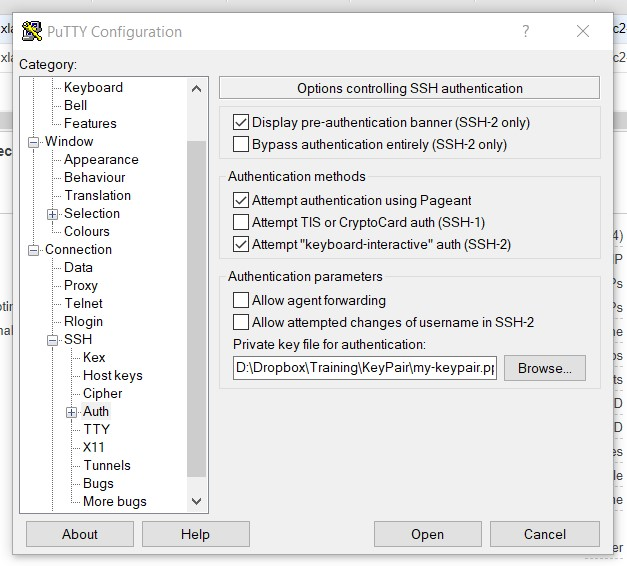 PuTTY Configuration
? ×
Category:
Keyboard
Bell
Features
Window
Appearance
Behaviour
Translation
Selection
Colours
Connection
Data
Proxy
Telnet
Rlogin
SSH
Kex
Host keys
Cipher
Auth
TTY
X11
Tunnels
Bugs
More bugs
Options controlling SSH authentication
Display pre-authentication banner (SSH-2 only)
Bypass authentication entirely (SSH-2 only)
Authentication methods
Attempt authentication using Pageant
Attempt TIS or CryptoCard auth (SSH-1)
Attempt "keyboard-interactive" auth (SSH-2)
Authentication parameters
Allow agent forwarding
Allow attempted changes of username in SSH-2
Private key file for authentication:
D:\Dropbox\Training\KeyPair\my-keypair.pp
Browse...
About
Help
Open
Cancel